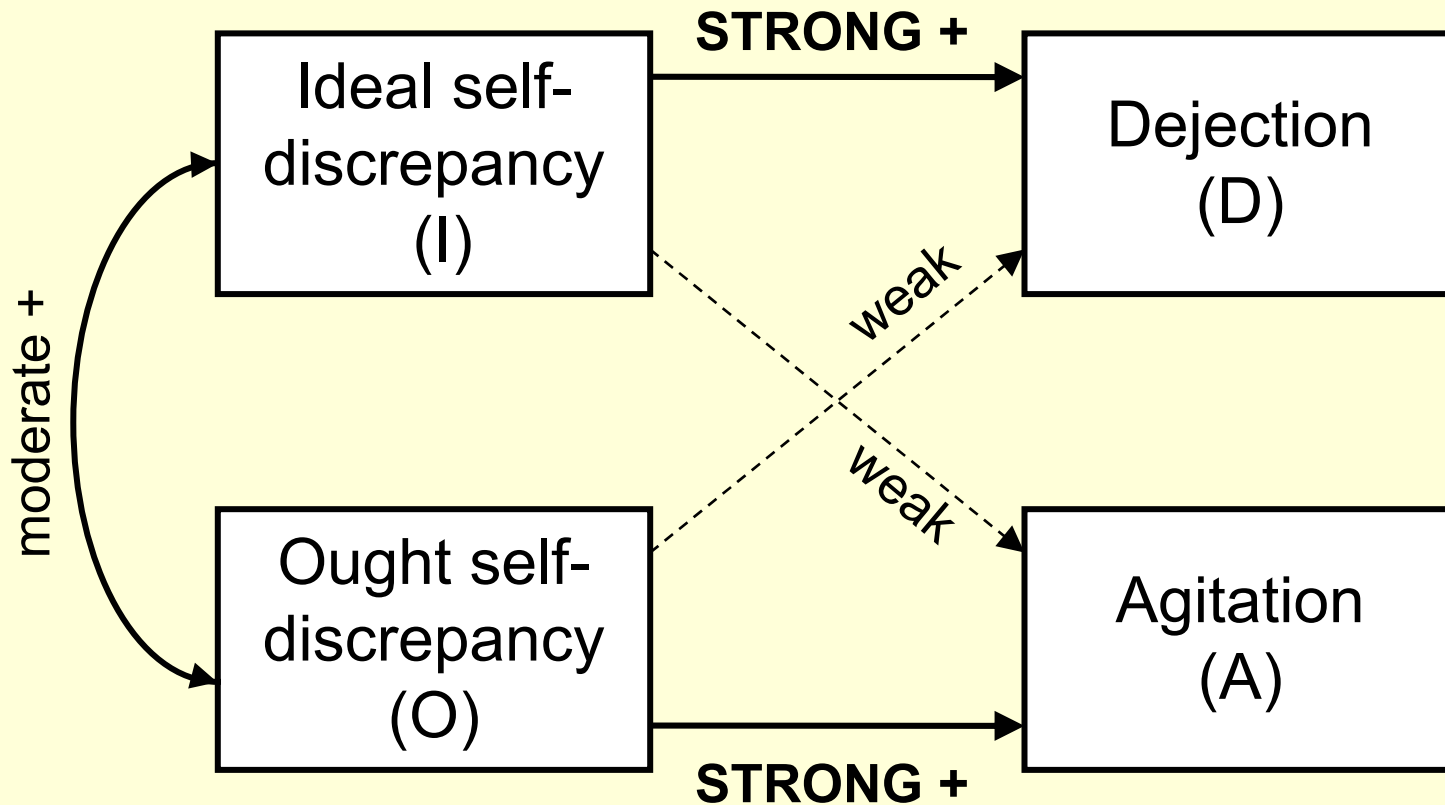 STRONG +
Ideal self-
discrepancy
(I)
Dejection
(D)
moderate +
weak
weak
Ought self-
discrepancy
(O)
Agitation
(A)
STRONG +